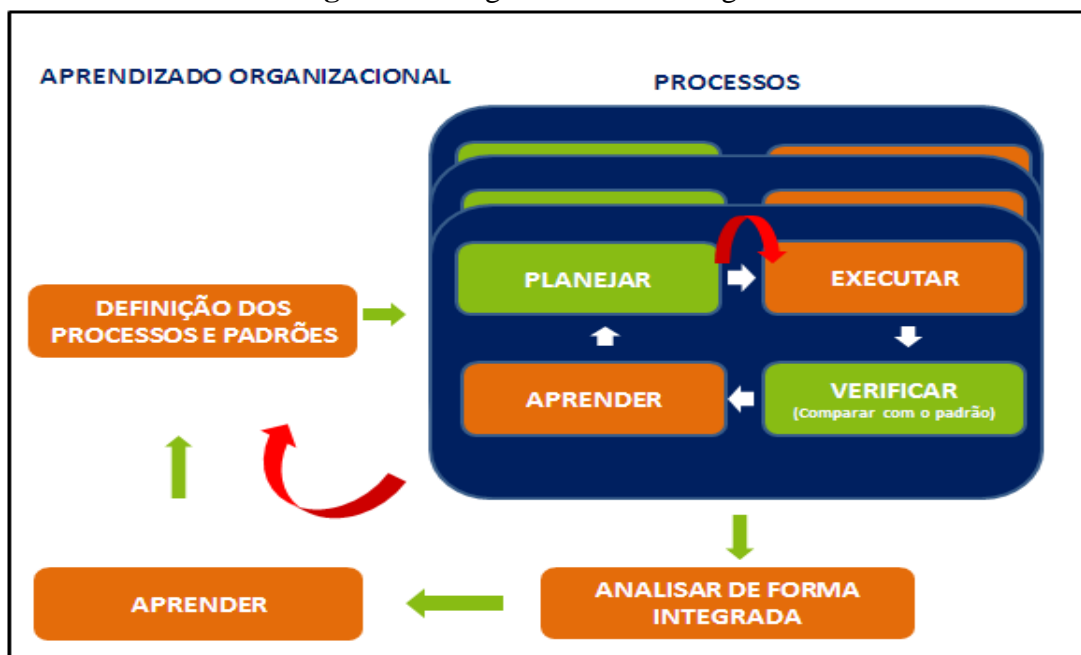 APRENDIZADO ORGANIZACIONAL
PROCESSOS
PLANEJAR
EXECUTAR
DEFINIÇÃO DOS
PROCESSOS E PADRÕES
APRENDER
VERIFICAR
(Comparar com o padrão)
APRENDER
ANALISAR DE FORMA
INTEGRADA